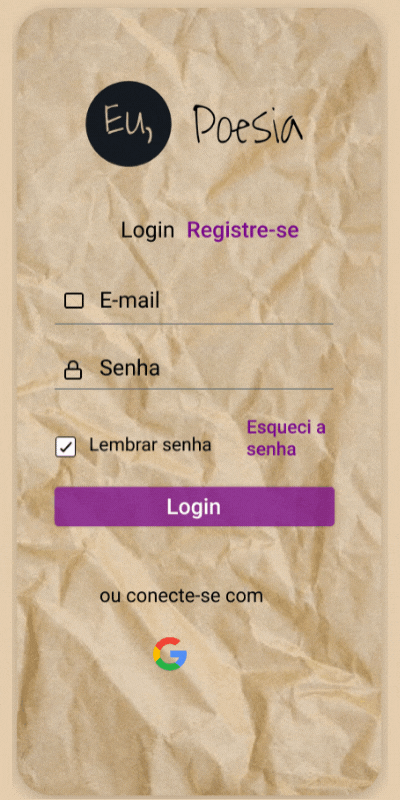 Eu, Poesia
Login Registre-se
E-mail
Senha
Lembrar senha
Esqueci a
senha
Login
ou conecte-se com